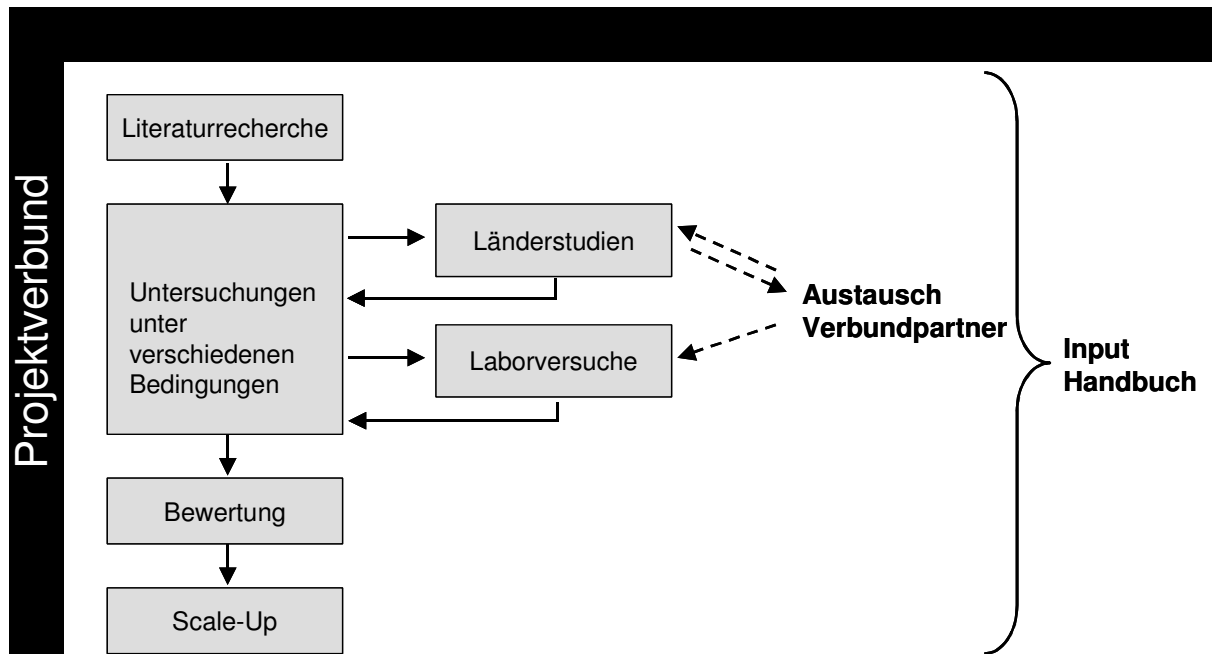 Projektverbund
Literaturrecherche
Untersuchungen
unter
verschiedenen
Bedingungen
Länderstudien
Laborversuche
Austausch
Verbundpartner
Input
Handbuch
Bewertung
Scale-Up